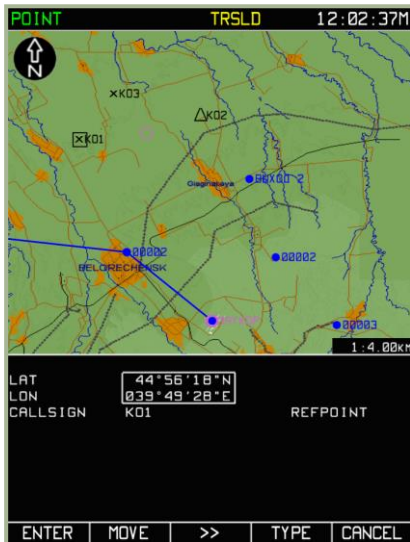 POINT TRSLD 12:02:37M
N
×K03
K02
K01
00002
BELORECHENSK
00002
00003
1:4.00KM
LAT 44°56'18"N
LON 039°49'28"E
CALLSIGN K01 REFPOINT
ENTER MOVE >> TYPE CANCEL